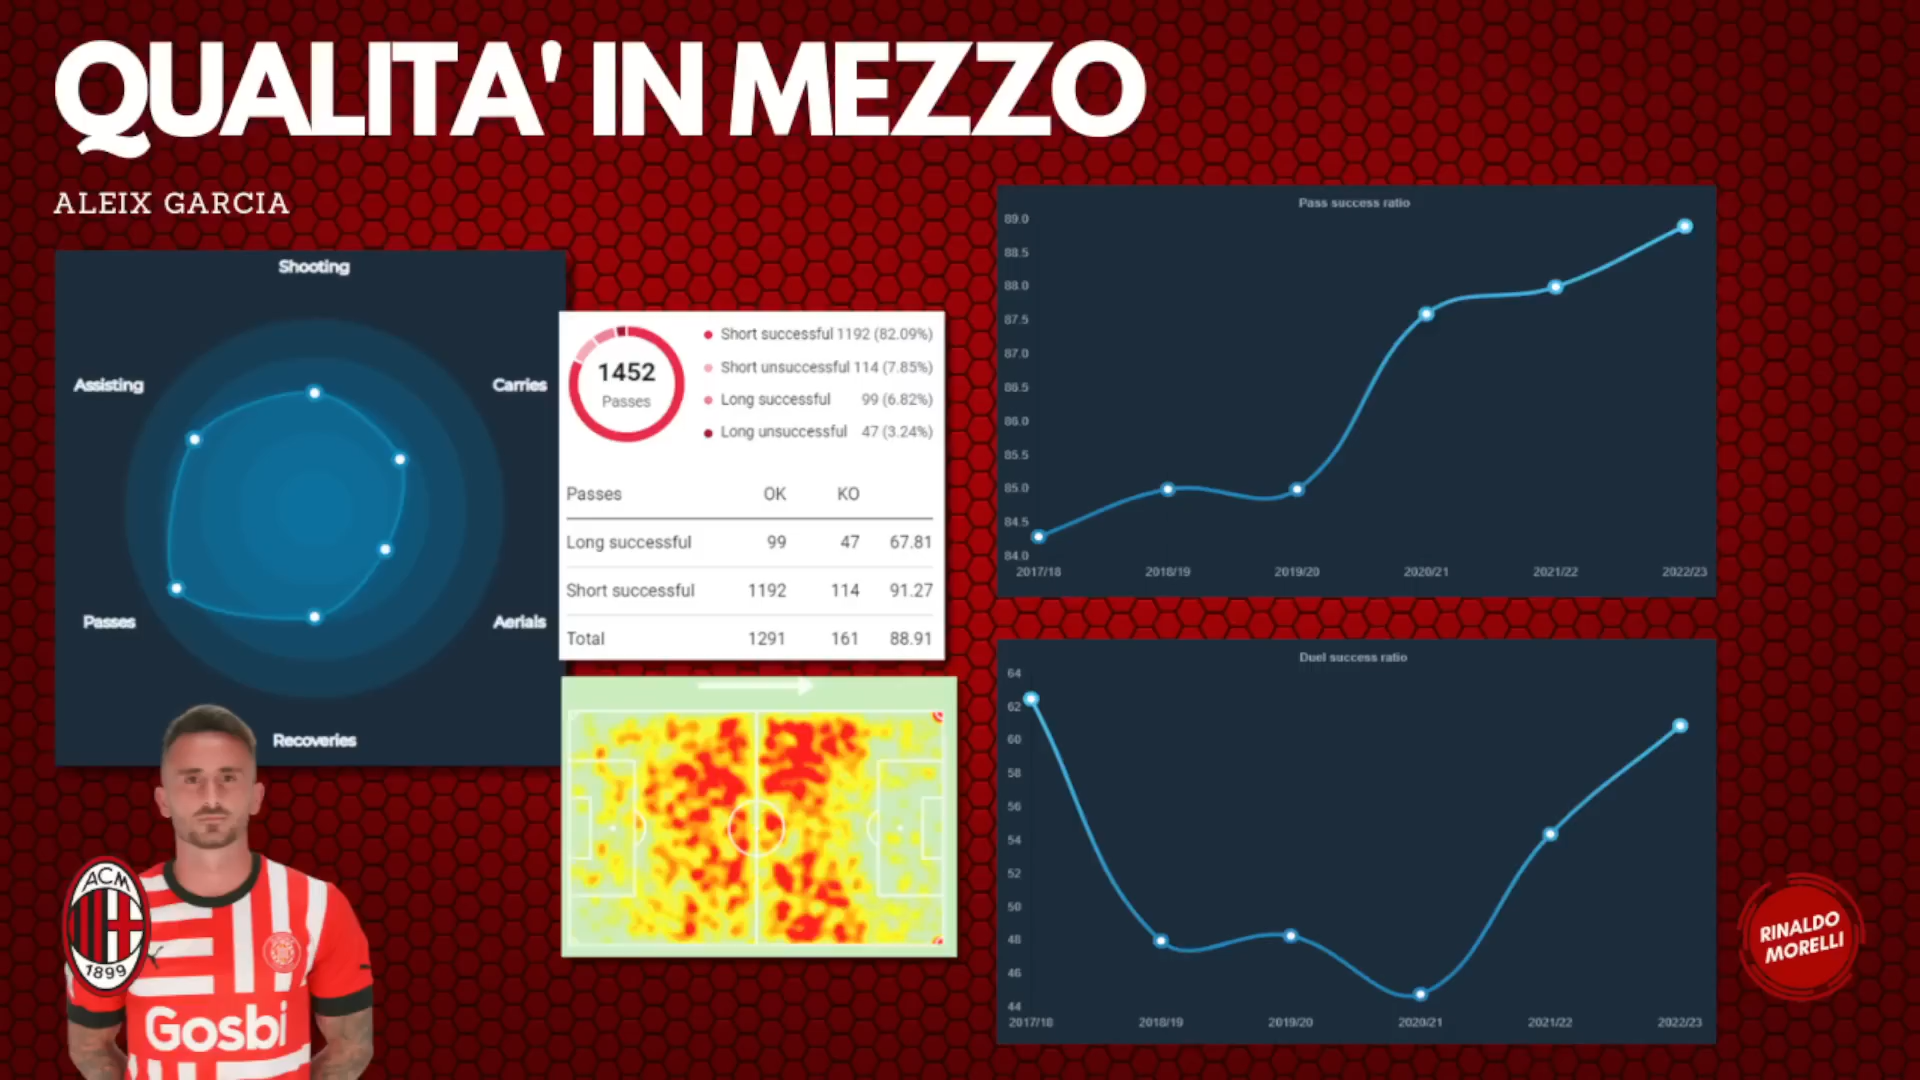 QUALITA' IN MEZZO
ALEIX GARCIA
Shooting
Assisting
Carries
Passes
Aerials
Recoveries
1452
Passes
Short successful 1192 (82.09%)
Short unsuccessful 114 (7.85%)
Long successful 99 (6.82%)
Long unsuccessful 47 (3.24%)
Passes OK KO
Long successful 99 47 67.81
Short successful 1192 114 91.27
Total 1291 161 88.91
Pass success ratio
89.0
88.5
88.0
87.5
87.0
86.5
86.0
85.5
85.0
84.5
84.0
2017/18 2018/19 2019/20 2020/21 2021/22 2022/23
Duel success ratio
64
62
60
58
56
54
52
50
48
46
44
2017/18 2018/19 2019/20 2020/21 2021/22 2022/23
ACM
1899
Gosbi
RINALDO
MORELLI